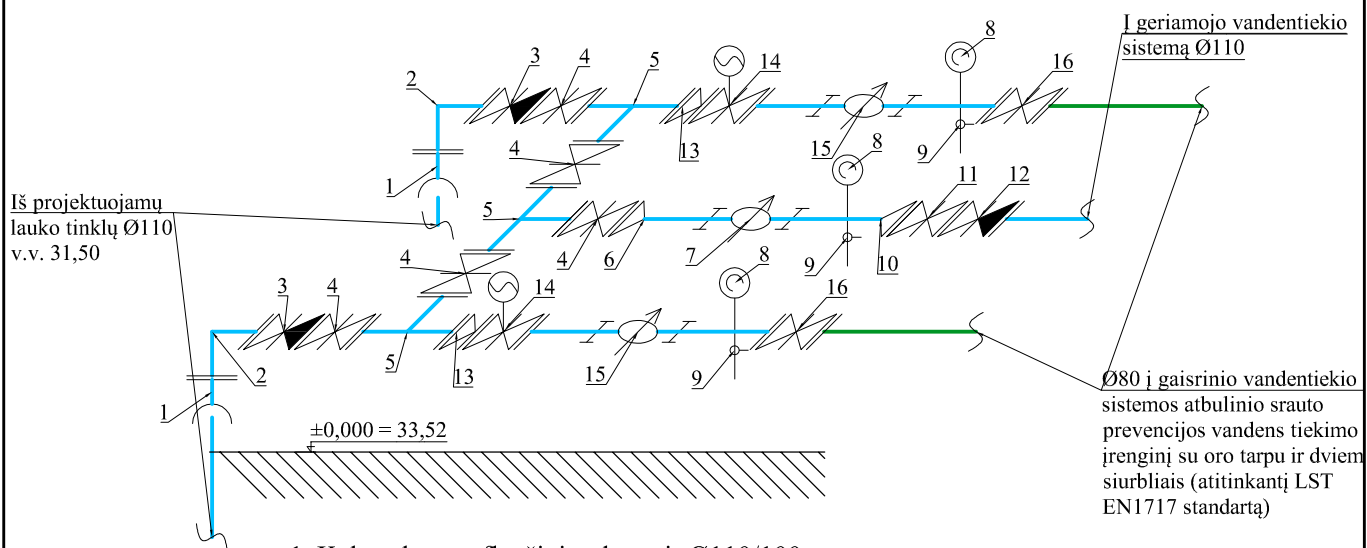 Į geriamojo vandentiekio
sistemą Ø110
8
3
4
5
14
16
2
13
15
9
4
8
1
11
12
Iš projektuojamų
lauko tinklų Ø110
v.v. 31,50
5
4
6
7
9
10
4
8
3
4
14
16
2
5
13
15
9
1
Ø80 į gaisrinio vandentiekio
sistemos atbulinio srauto
prevencijos vandens tiekimo
įrenginį su oro tarpu ir dviem
siurbliais (atitinkantį LST
EN1717 standartą)
±0,000 = 33,52